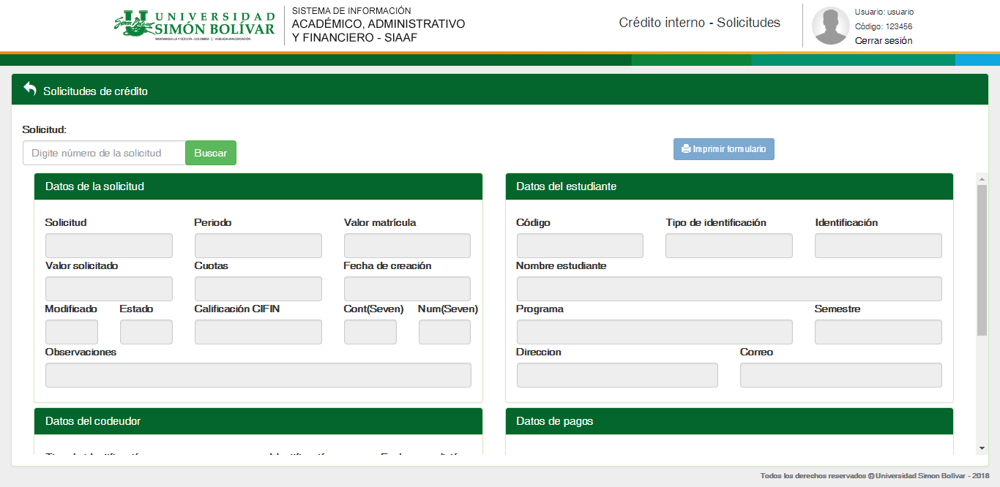 UNIVERSIDAD
SIMÓN BOLÍVAR
BARRANQUILLA Y CÚCUTA - COLOMBIA | VIGILADA MINEDUCACIÓN
SISTEMA DE INFORMACIÓN
ACADÉMICO, ADMINISTRATIVO
Y FINANCIERO - SIAAF
Crédito interno - Solicitudes
Usuario: usuario
Código: 123456
Cerrar sesión
Solicitudes de crédito
Solicitud:
Digite número de la solicitud
Buscar
Imprimir formulario
Datos de la solicitud
Solicitud Periodo Valor matrícula
Valor solicitado Cuotas Fecha de creación
Modificado Estado Calificación CIFIN Cont(Seven) Num(Seven)
Observaciones
Datos del estudiante
Código Tipo de identificación Identificación
Nombre estudiante
Programa Semestre
Direccion Correo
Datos del codeudor
Datos de pagos
Todos los derechos reservados © Universidad Simon Bolívar - 2018